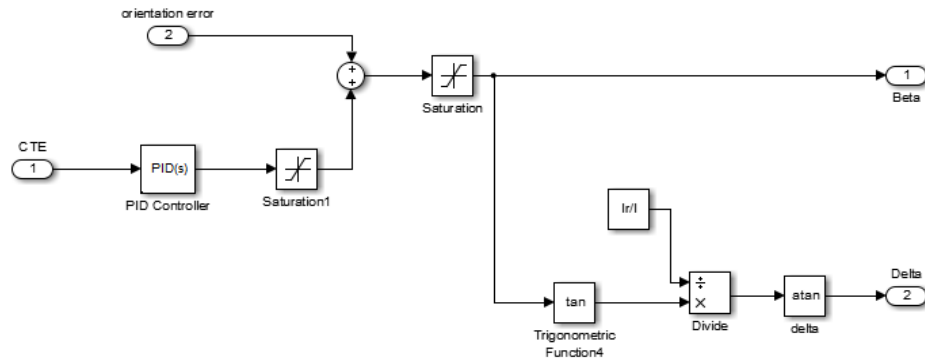 orientation error
2
+
+
Saturation
1
Beta
CTE
1
PID(s)
PID Controller
Saturation1
lr/l
÷
×
Divide
tan
Trigonometric
Function4
atan
delta
Delta
2